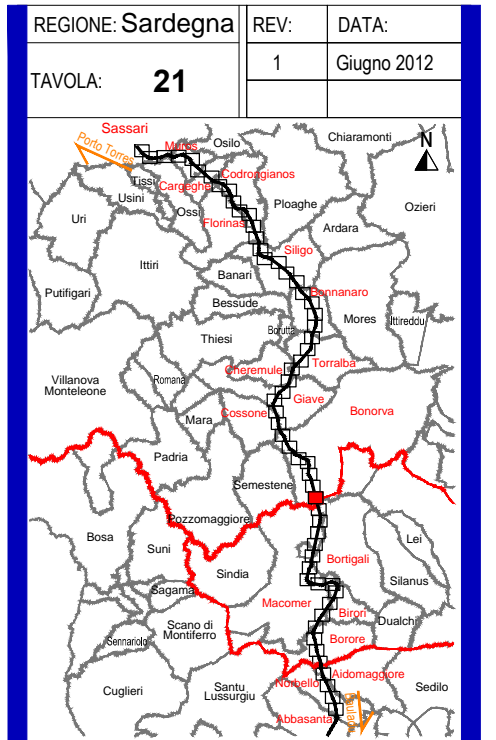 REGIONE: Sardegna
REV:
DATA:
1
Giugno 2012
TAVOLA: 21
Sassari
Porto Torres
Muros
Osilo
Chiaramonti
N
Tissi
Cargeghe
Codrongianos
Usini
Ossi
Ploaghe
Ozieri
Uri
Florinas
Ardara
Siligo
Ittiri
Banari
Putifigari
Bessude
Bonnanaro
Borutta
Mores
Ittireddu
Thiesi
Torralba
Cheremule
Villanova
Monteleone
Romana
Giave
Cossone
Bonorva
Mara
Padria
Semestene
Pozzomaggiore
Bosa
Suni
Lei
Bortigali
Sindia
Silanus
Sagama
Macomer
Birori
Dualchi
Scano di
Montiferro
Sennariolo
Borore
Norbello
Aidomaggiore
Cuglieri
Santu
Lussurgiu
Sedilo
Abbasanta